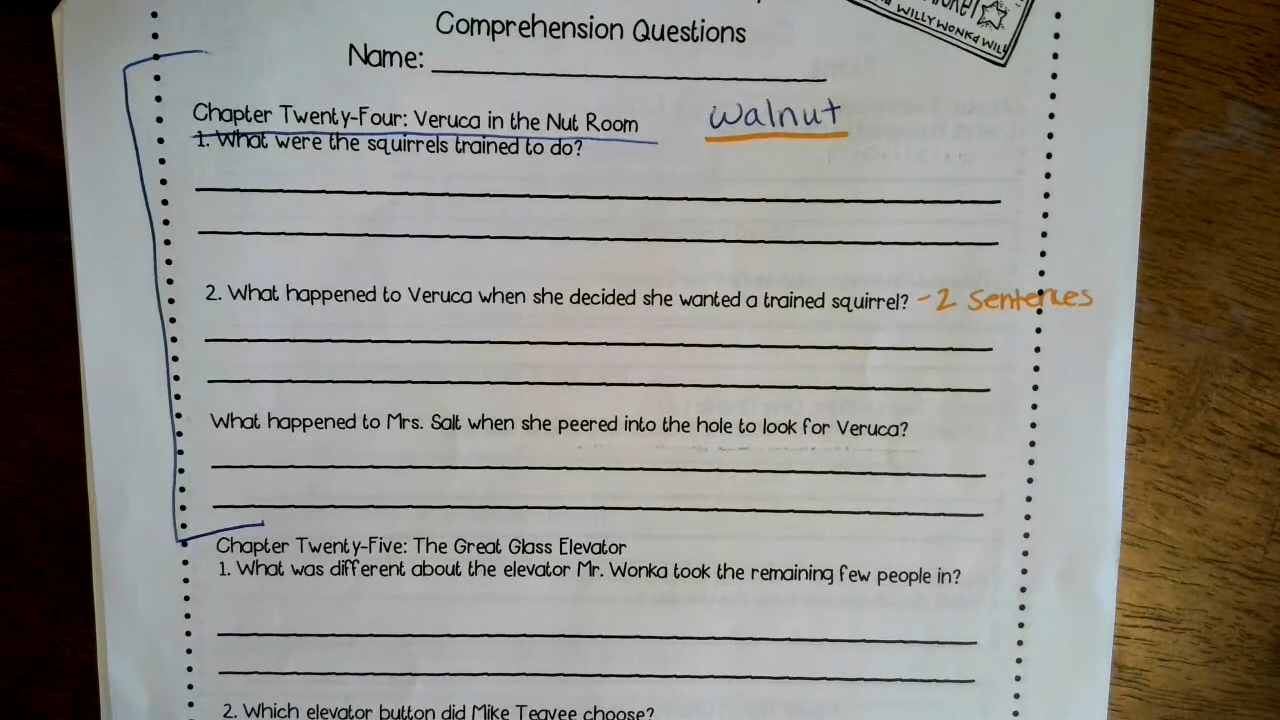 WILLY WONKA WILL
Comprehension Questions
Name:
Chapter Twenty-Four: Veruca in the Nut Room
walnut
1. What were the squirrels trained to do?
2. What happened to Veruca when she decided she wanted a trained squirrel? - 2 Sentences
What happened to Mrs. Salt when she peered into the hole to look for Veruca?
Chapter Twenty-Five: The Great Glass Elevator
1. What was different about the elevator Mr. Wonka took the remaining few people in?
2. Which elevator button did Mike Teavee choose?